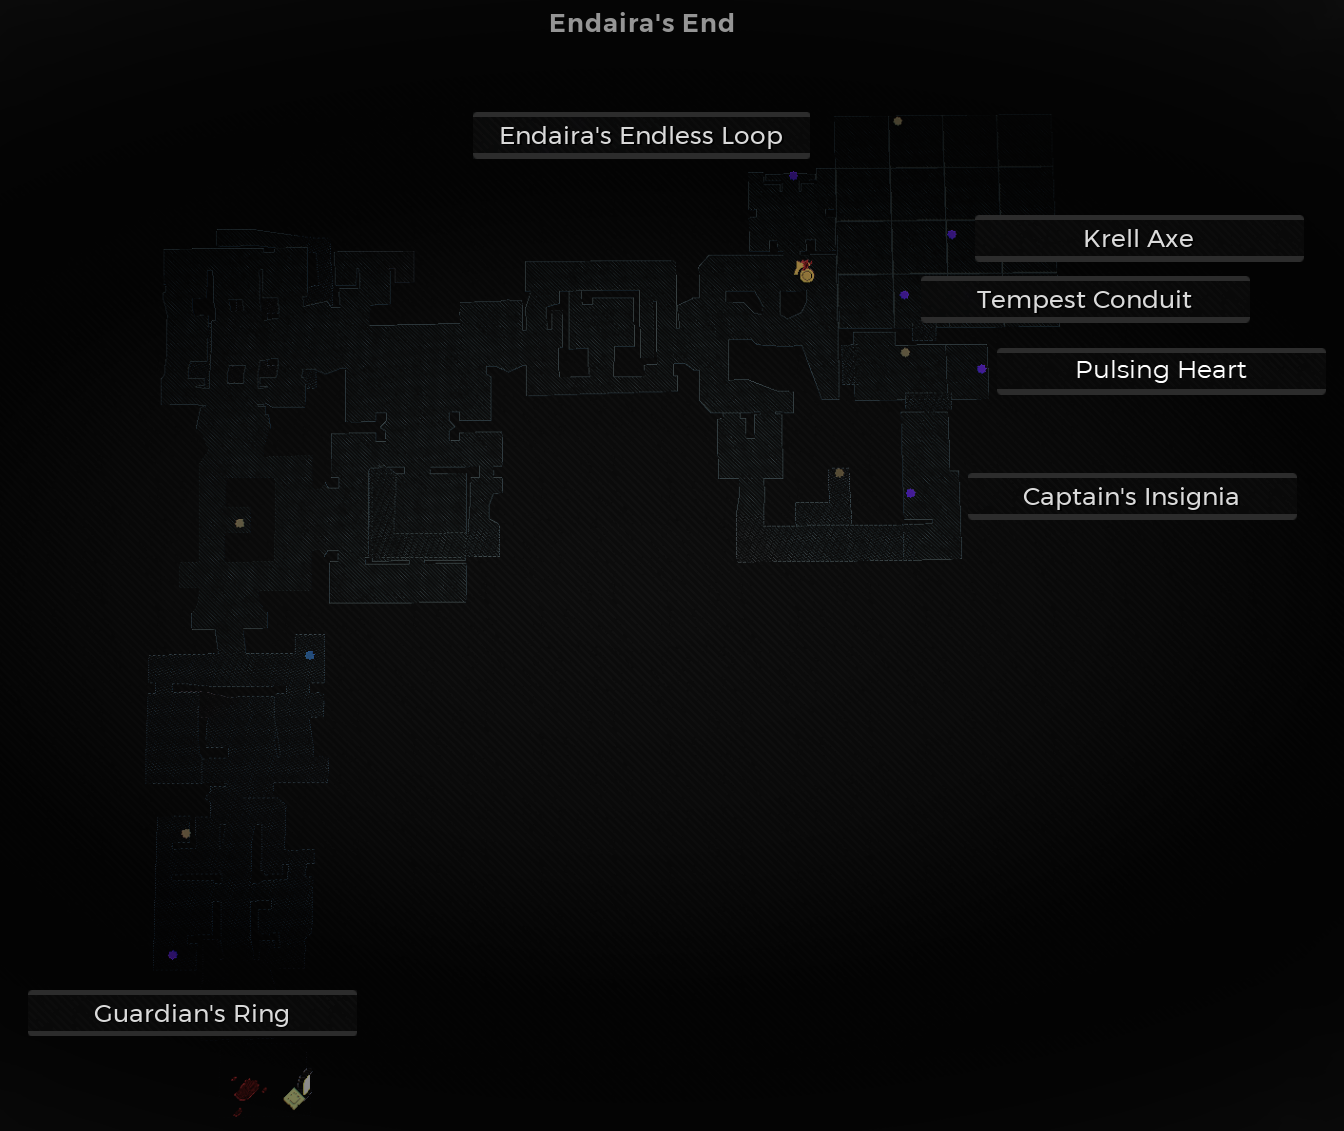 Endaira's End
Endaira's Endless Loop
Krell Axe
Tempest Conduit
Pulsing Heart
Captain's Insignia
Guardian's Ring